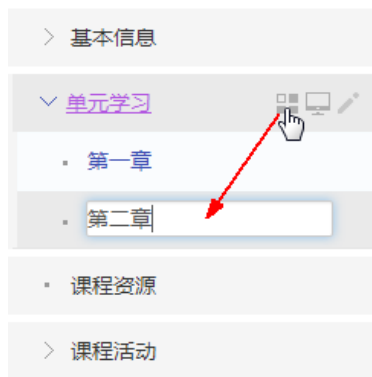 基本信息
单元学习
第一章
第二章
课程资源
课程活动